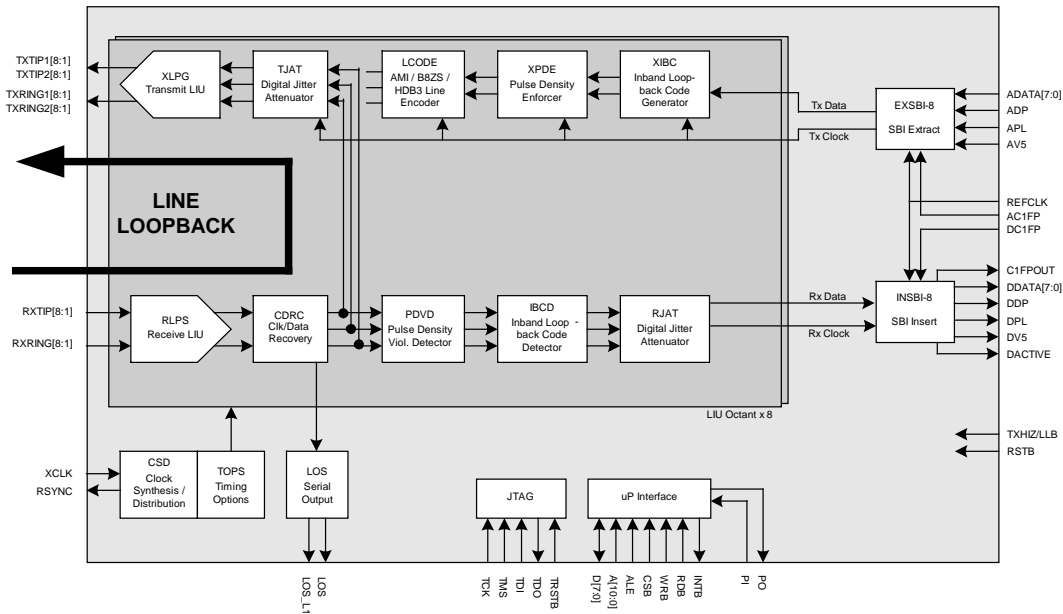 TXTIP1[8:1]
TXTIP2[8:1]
TXRING1[8:1]
TXRING2[8:1]
XLPG
Transmit LIU
TJAT
Digital Jitter
Attenuator
LCODE
AMI / B8ZS /
HDB3 Line
Encoder
XPDE
Pulse Density
Enforcer
XIBC
Inband Loop-
back Code
Generator
Tx Data
Tx Clock
EXSBI-8
SBI Extract
ADATA[7:0]
ADP
APL
AV5
REFCLK
AC1FP
DC1FP
LINE
LOOPBACK
RXTIP[8:1]
RXRING[8:1]
RLPS
Receive LIU
CDRC
Clk/Data
Recovery
PDVD
Pulse Density
Viol. Detector
IBCD
Inband Loop -
back Code
Detector
RJAT
Digital Jitter
Attenuator
Rx Data
Rx Clock
INSBI-8
SBI Insert
C1FPOUT
DDATA[7:0]
DDP
DPL
DV5
DACTIVE
LIU Octant x 8
TXHIZ/LLB
RSTB
XCLK
RSYNC
CSD
Clock
Synthesis /
Distribution
TOPS
Timing
Options
LOS
Serial
Output
JTAG
uP Interface
LOS_L1
LOS
TCK
TMS
TDI
TDO
TRSTB
D[7:0]
A[10:0]
ALE
CSB
WRB
RDB
INTB
PI
PO